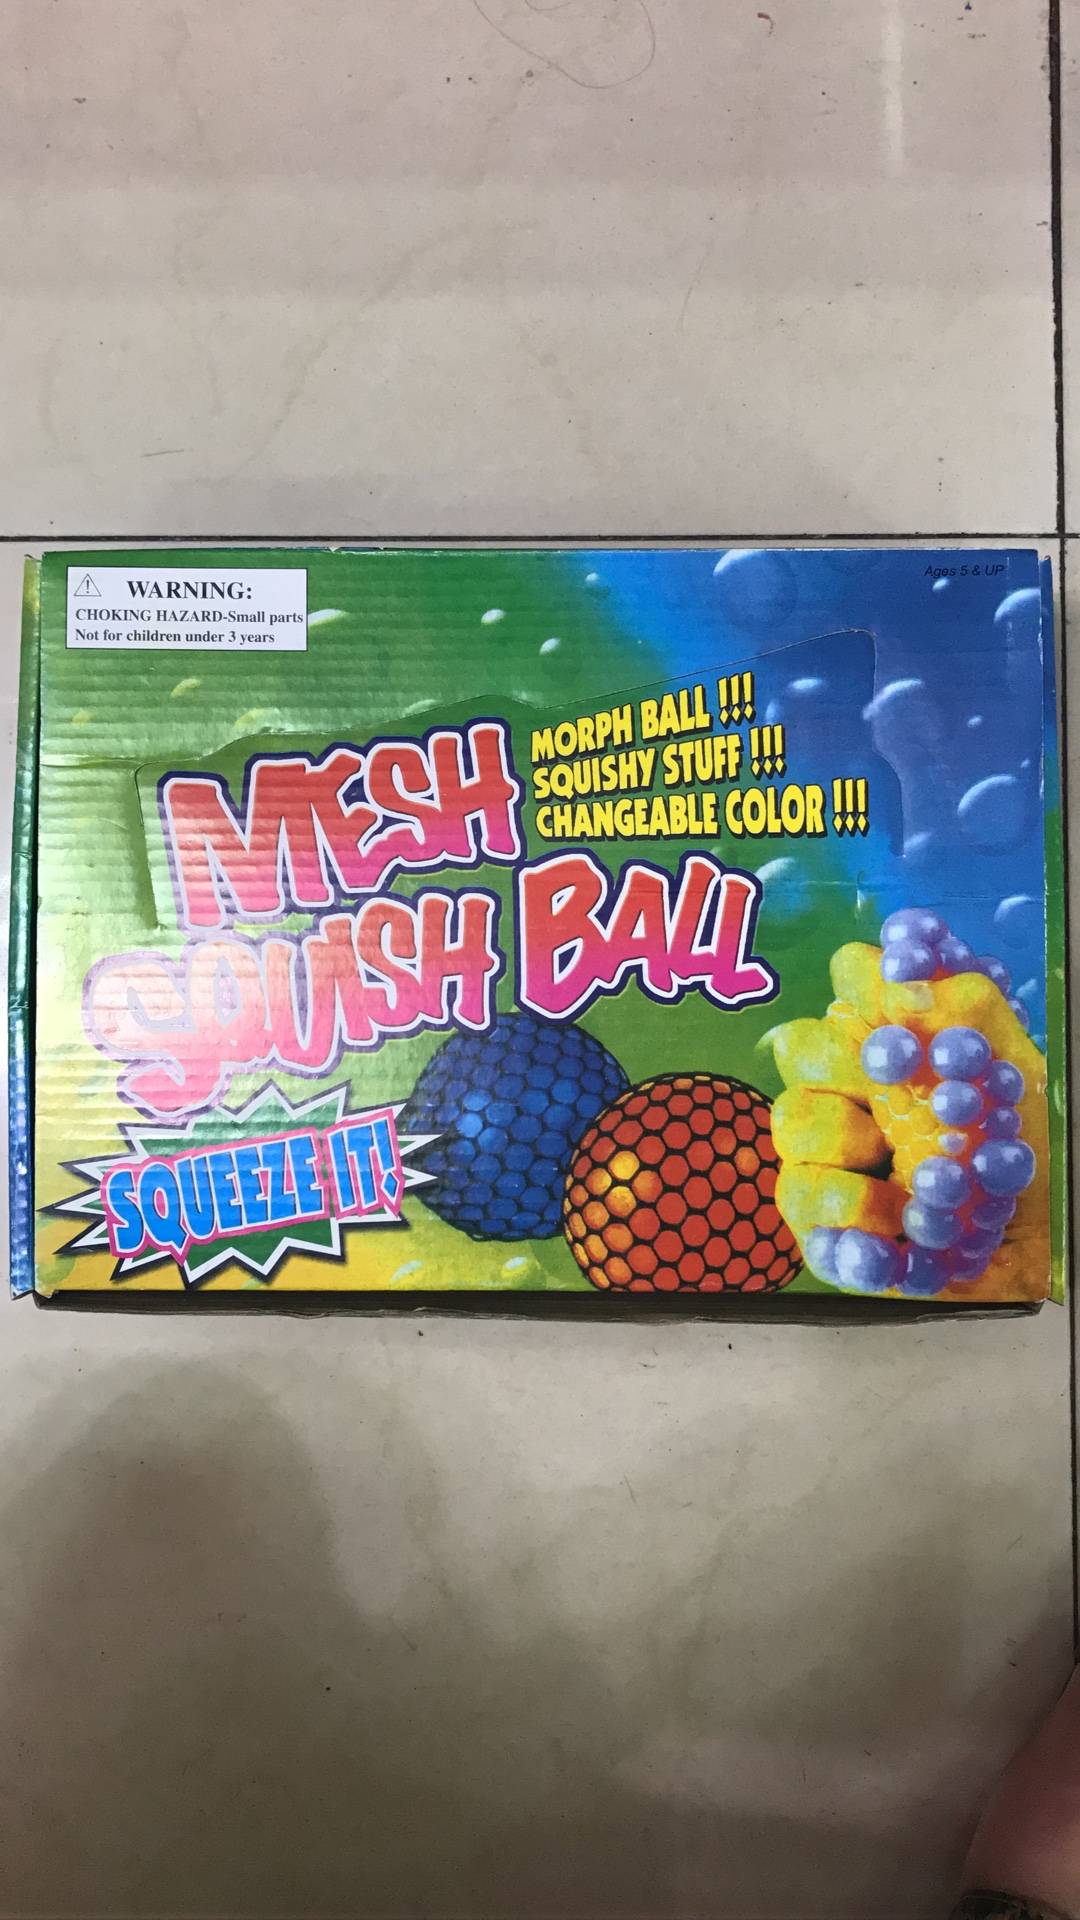 WARNING:
CHOKING HAZARD-Small parts
Not for children under 3 years
Ages 5 & UP
MORPH BALL !!!
SQUISHY STUFF !!!
CHANGEABLE COLOR !!!
MESH
SQUISH BALL
SQUEEZE IT!